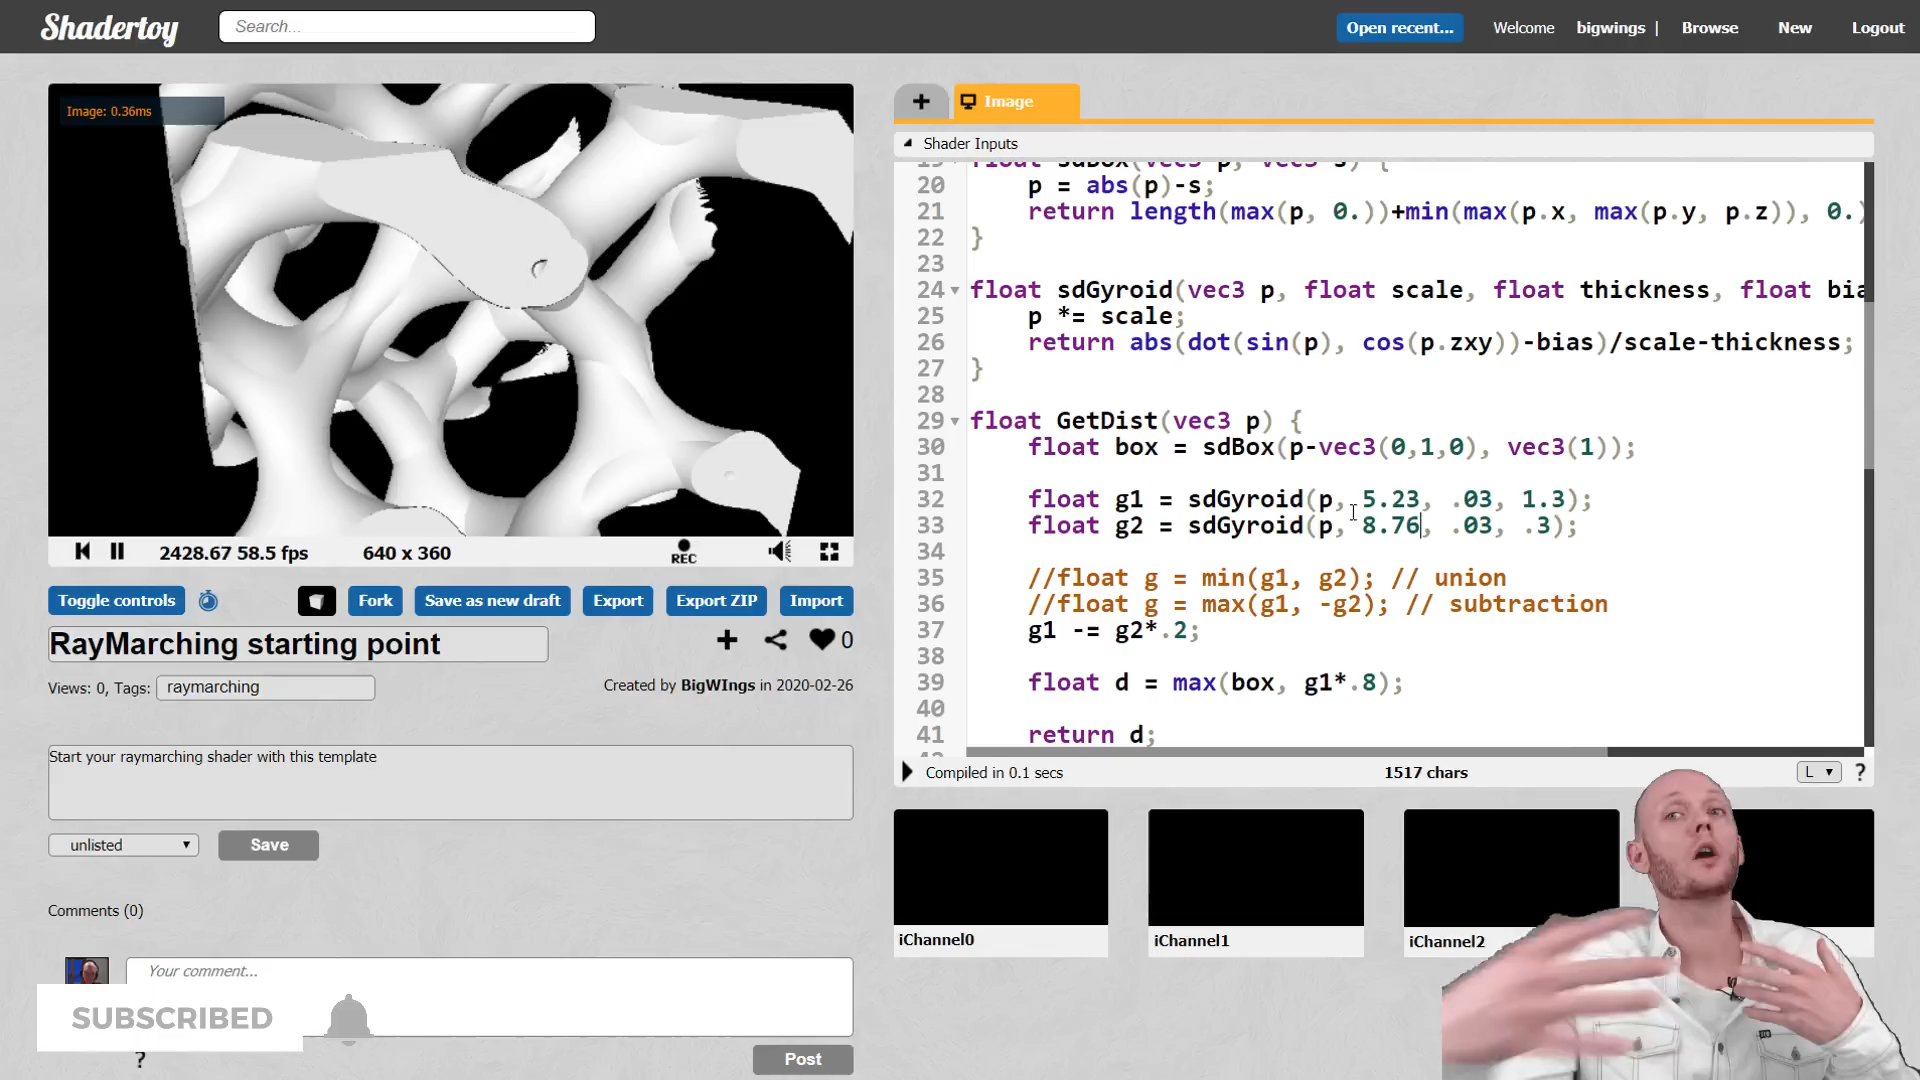 Shadertoy
Search...
Open recent...
Welcome bigwings |
Browse
New
Logout
Image: 0.36ms
+
Image
Shader Inputs
20 p = abs(p)-s;
21 return length(max(p, 0.))+min(max(p.x, max(p.y, p.z)), 0.)
22 }
23
24 float sdGyroid(vec3 p, float scale, float thickness, float bia
25 p *= scale;
26 return abs(dot(sin(p), cos(p.zxy))-bias)/scale-thickness;
27 }
28
29 float GetDist(vec3 p) {
30 float box = sdBox(p-vec3(0,1,0), vec3(1));
31
32 float g1 = sdGyroid(p, 5.23, .03, 1.3);
33 float g2 = sdGyroid(p, 8.76, .03, .3);
34
35 //float g = min(g1, g2); // union
36 //float g = max(g1, -g2); // subtraction
37 g1 -= g2*.2;
38
39 float d = max(box, g1*.8);
40
41 return d;
2428.67 58.5 fps
640 x 360
REC
Toggle controls
Fork
Save as new draft
Export
Export ZIP
Import
RayMarching starting point
0
Views: 0, Tags: raymarching
Created by BigWIngs in 2020-02-26
Start your raymarching shader with this template
unlisted
Save
Compiled in 0.1 secs
1517 chars
L
?
iChannel0
iChannel1
iChannel2
Comments (0)
Your comment...
SUBSCRIBED
?
Post